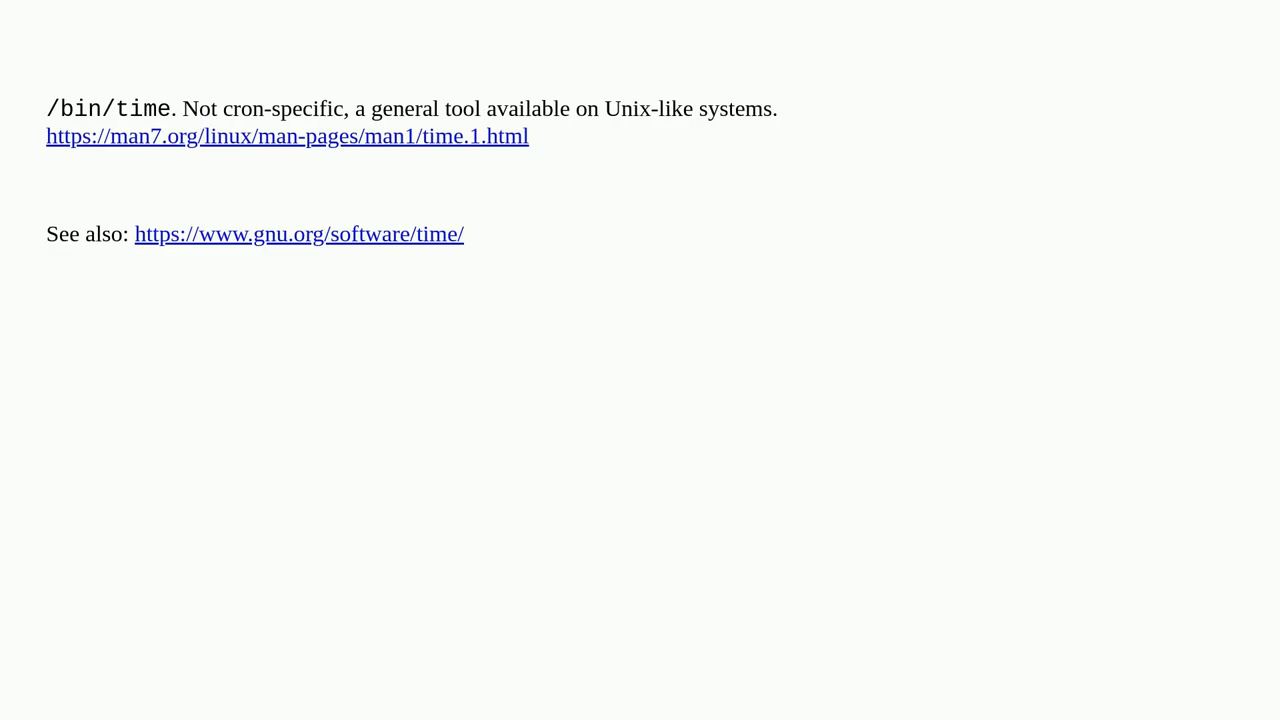 /bin/time. Not cron-specific, a general tool available on Unix-like systems.
https://man7.org/linux/man-pages/man1/time.1.html
See also: https://www.gnu.org/software/time/